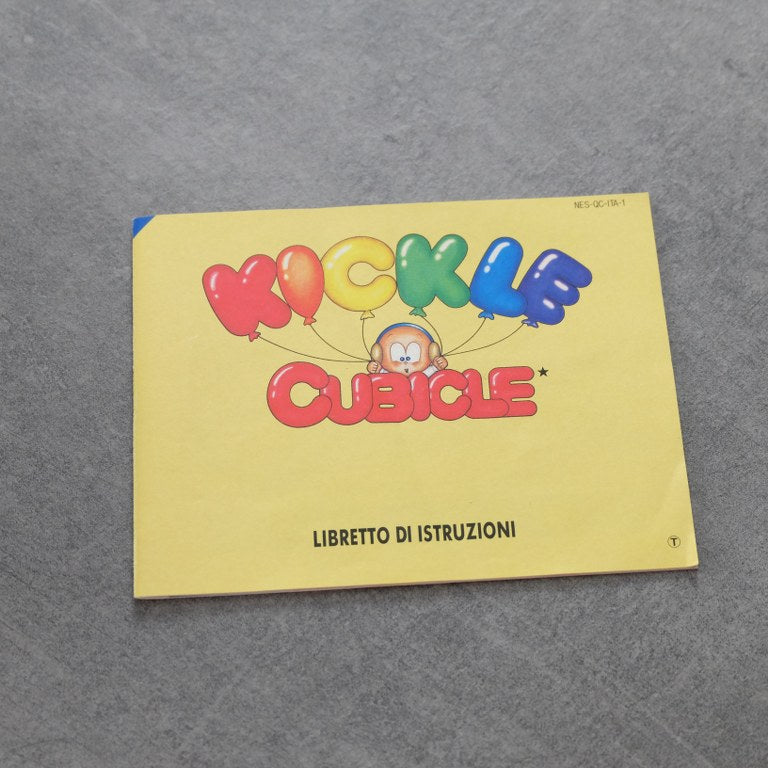 NES-QC-ITA-1
KICKLE
CUBICLE*
LIBRETTO DI ISTRUZIONI
T